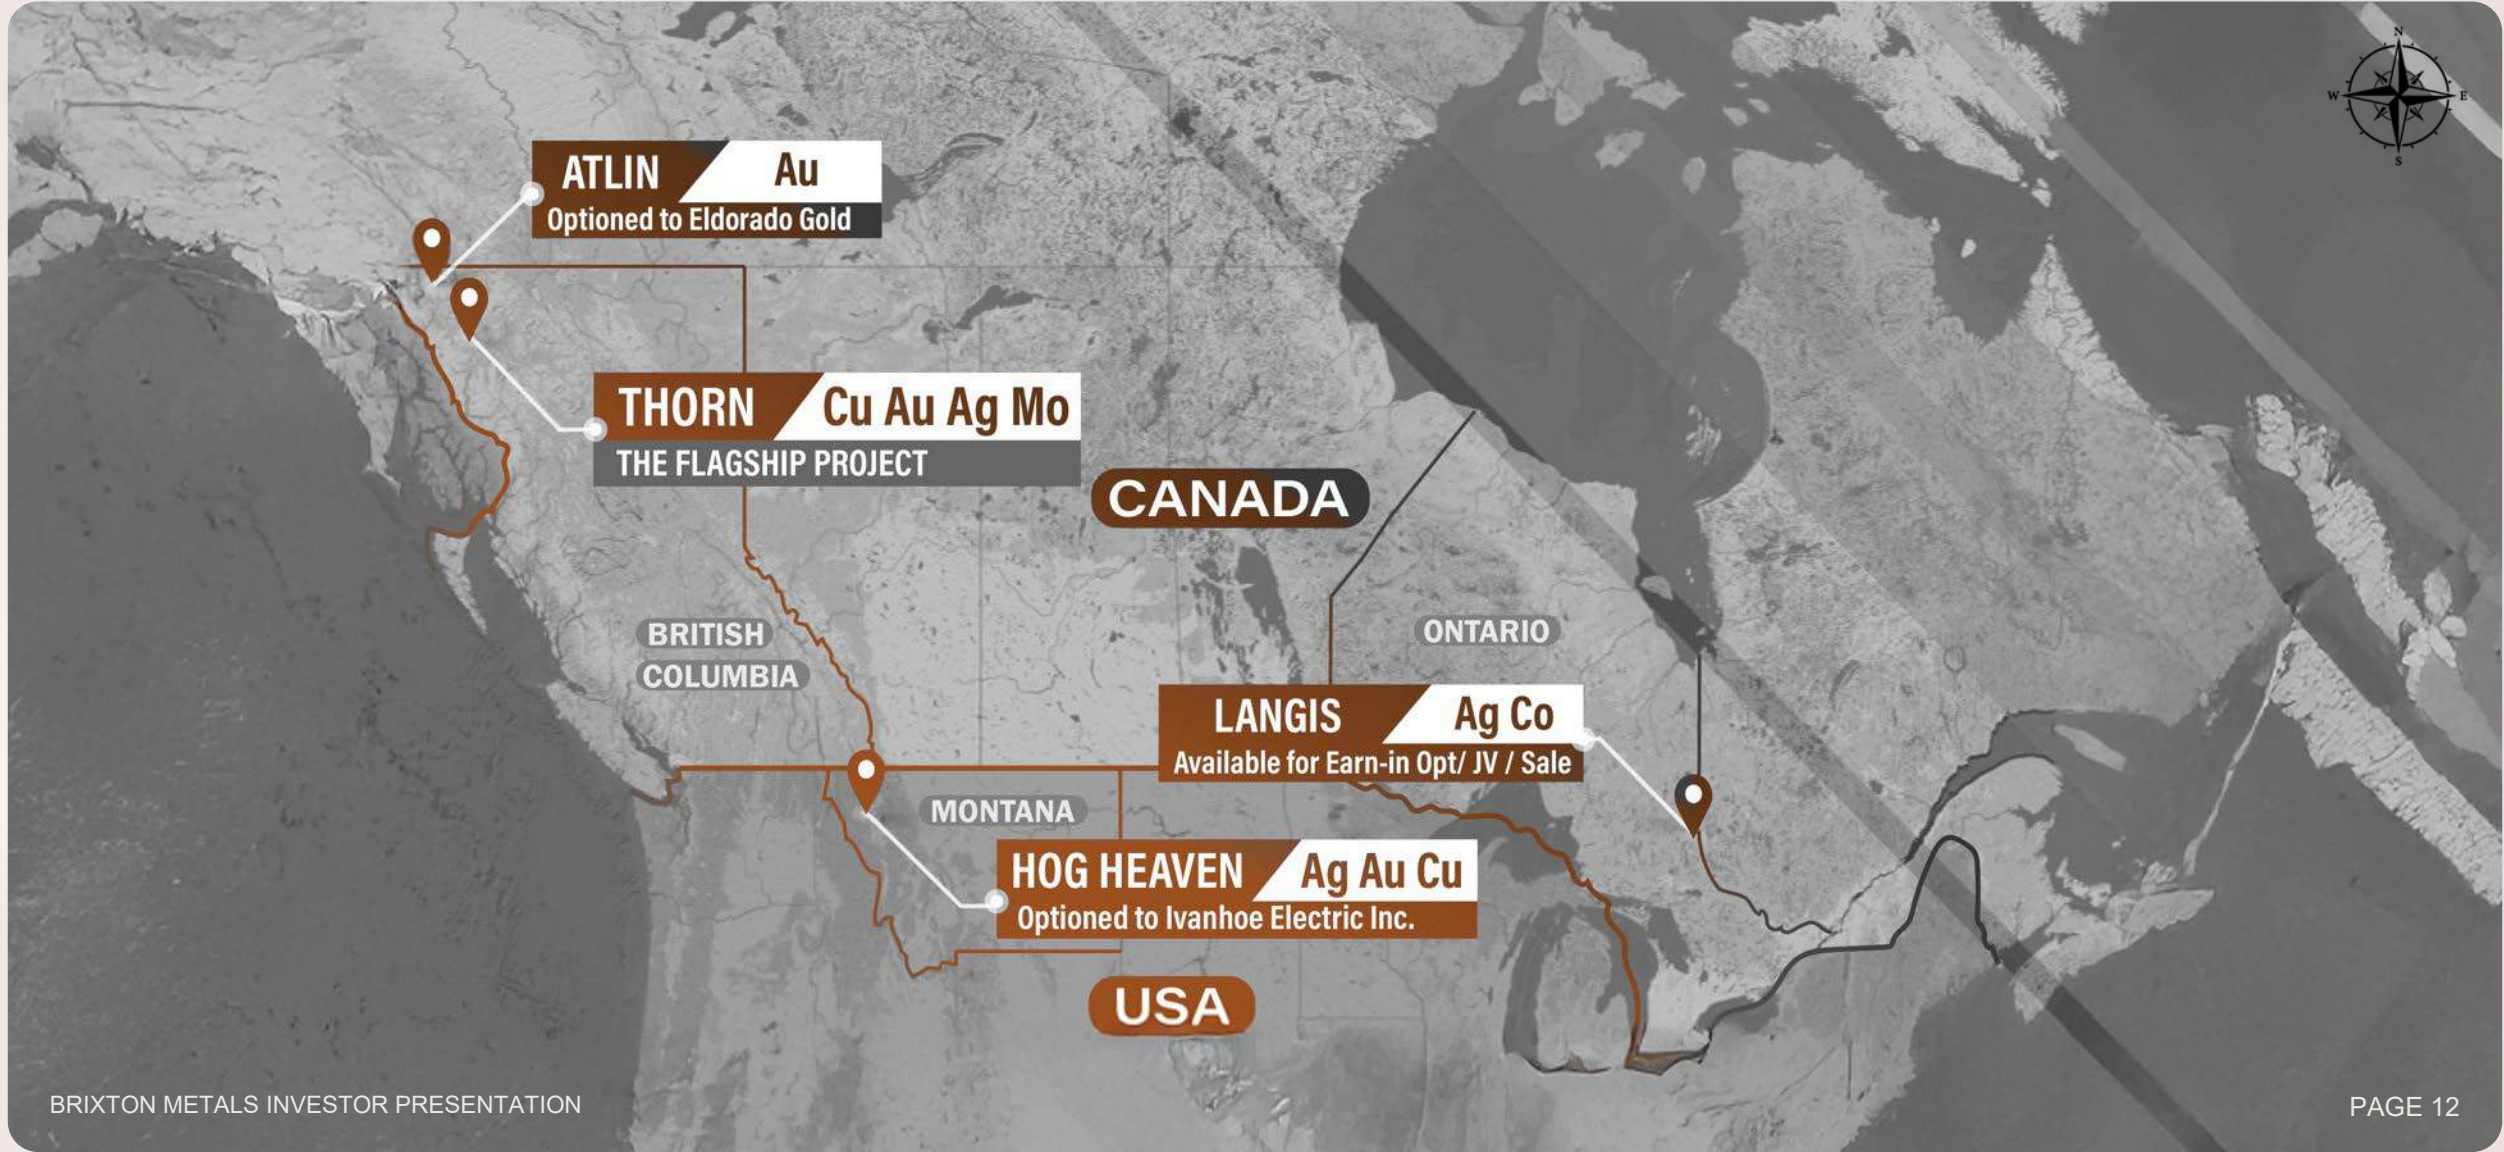 N
W
E
S
ATLIN Au
Optioned to Eldorado Gold
THORN Cu Au Ag Mo
THE FLAGSHIP PROJECT
CANADA
BRITISH
COLUMBIA
ONTARIO
LANGIS Ag Co
Available for Earn-in Opt/ JV / Sale
MONTANA
HOG HEAVEN Ag Au Cu
Optioned to Ivanhoe Electric Inc.
USA
BRIXTON METALS INVESTOR PRESENTATION
PAGE 12